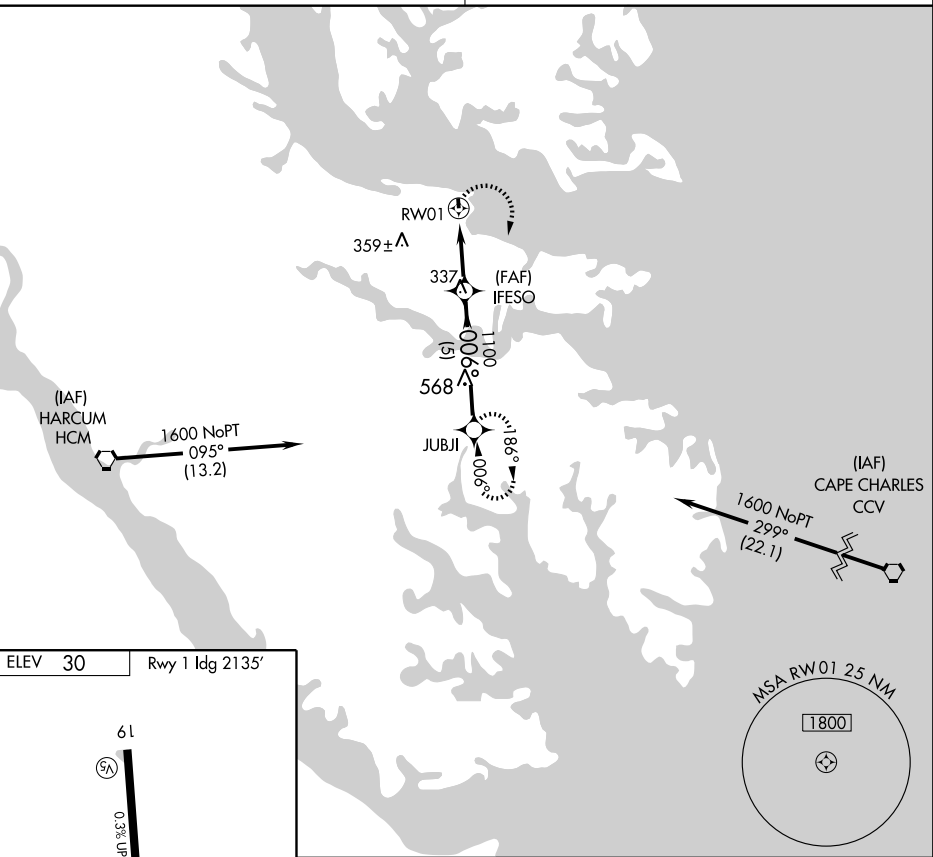 RW01
359±
337
(FAF)
IFESO
1100
006°
(5)
568
JUBJI
186°
006°
(IAF)
HARCUM
HCM
1600 NoPT
095°
(13.2)
(IAF)
CAPE CHARLES
CCV
1600 NoPT
299°
(22.1)
ELEV 30
Rwy 1 ldg 2135'
19
V5
0.3% UP
MSA RW01 25 NM
1800